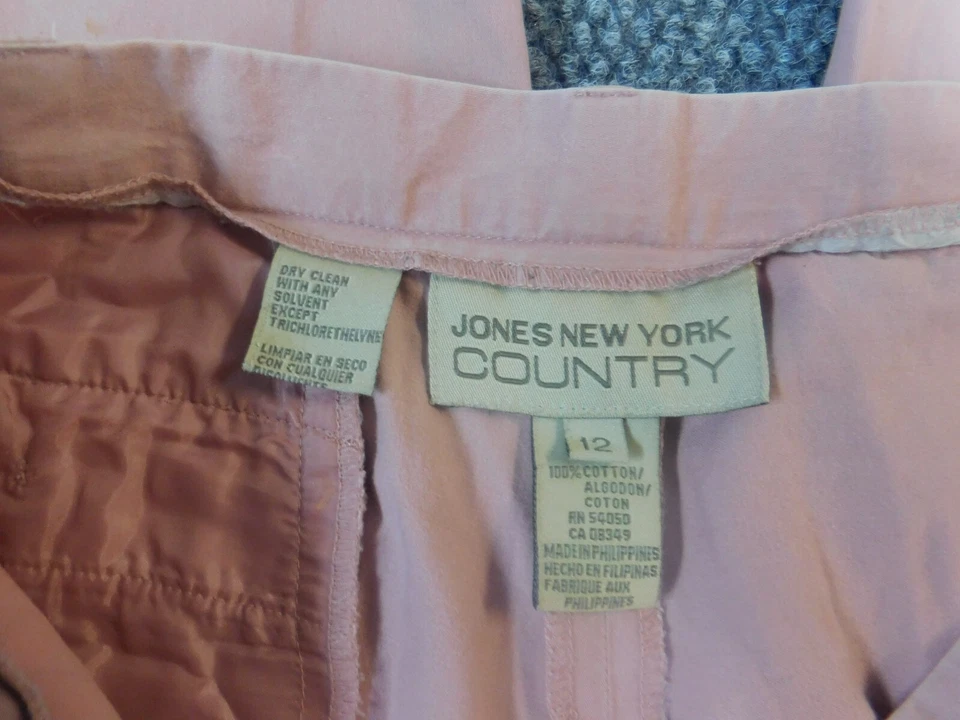 DRY CLEAN
WITH ANY
SOLVENT
EXCEPT
TRICHLORETHELYNE
LIMPIAR EN SECO
CON CUALQUIER
JONES NEW YORK
COUNTRY
12
100% COTTON/
ALGODON/
COTON
RN 54050
CA 08349
MADE IN PHILIPPINES
HECHO EN FILIPINAS
FABRIQUE AUX
PHILIPPINES